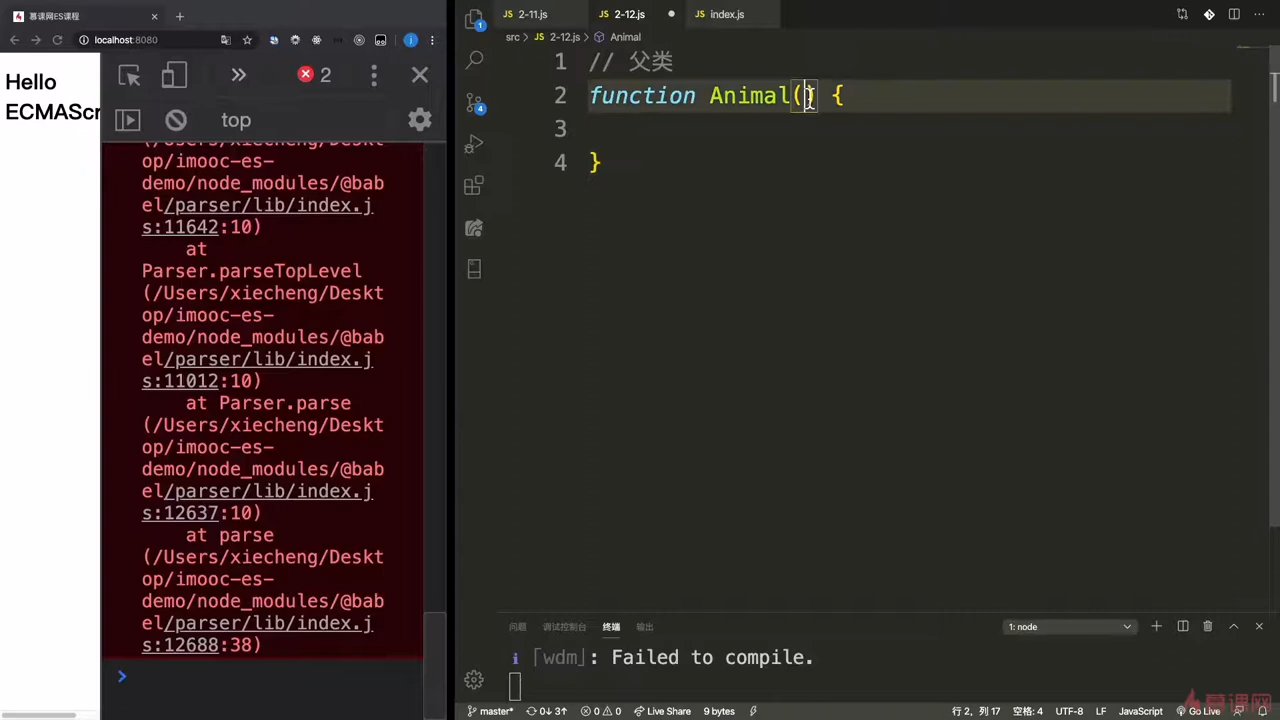 慕课网ES课程
localhost:8080
Hello
ECMAScr
2
top
(/Users/xiecheng/Deskt
op/imooc-es-
demo/node_modules/@bab
el/parser/lib/index.j
s:11642:10)
at
Parser.parseTopLevel
(/Users/xiecheng/Deskt
op/imooc-es-
demo/node_modules/@bab
el/parser/lib/index.j
s:11012:10)
at Parser.parse
(/Users/xiecheng/Deskt
op/imooc-es-
demo/node_modules/@bab
el/parser/lib/index.j
s:12637:10)
at parse
(/Users/xiecheng/Deskt
op/imooc-es-
demo/node_modules/@bab
el/parser/lib/index.j
s:12688:38)
>
JS 2-11.js
JS 2-12.js
JS index.js
src > JS 2-12.js > Animal
1 // 父类
2 function Animal() {
3
4 }
1
4
问题 调试控制台 终端 输出
1: node
i 「wdm」: Failed to compile.
master* 0↓ 3↑ 0 0 Live Share 9 bytes
行 2, 列 17 空格: 4 UTF-8 LF JavaScript Go Live
慕课网